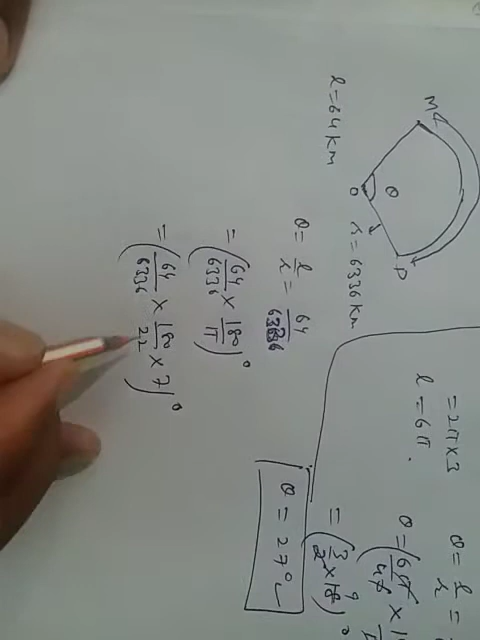 M
l = 64 km
O
θ
r = 6336 km
P
θ = l/r = 64/6336
= (64/6336 × 180/π)°
= (64/6336 × 180/22 × 7)°
= 2π × 3
l = 6π.
θ = l/r =
= (3/2 × 18)°
9
θ = 27°